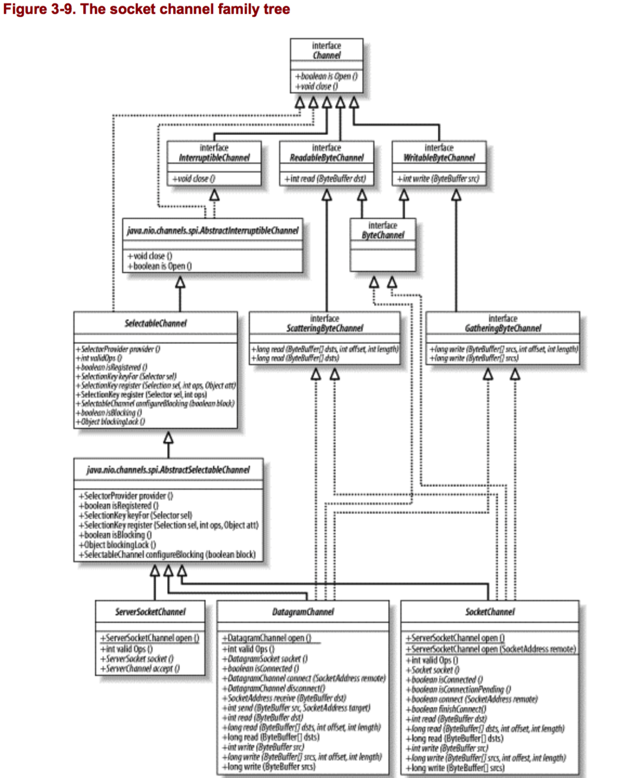 Figure 3-9. The socket channel family tree
interface
Channel
+boolean is Open ()
+void close ()
interface
InterruptibleChannel
+void close ()
interface
ReadableByteChannel
+int read (ByteBuffer dst)
interface
WritableByteChannel
+int write (ByteBuffer src)
java.nio.channels.spi.AbstractInterruptibleChannel
+void close ()
+boolean is Open ()
interface
ByteChannel
SelectableChannel
+SelectorProvider provider ()
+int validOps ()
+boolean isRegistered ()
+SelectionKey keyFor (Selector sel)
+SelectionKey register (Selection sel, int ops, Object att)
+SelectionKey register (Selector sel, int ops)
+SelectableChannel configureBlocking (boolean block)
+boolean isBlocking ()
+Object blockingLock ()
interface
ScatteringByteChannel
+long read (ByteBuffer[] dsts, int offset, int length)
+long read (ByteBuffer[] dsts)
interface
GatheringByteChannel
+long write (ByteBuffer[] srcs, int offset, int length)
+long write (ByteBuffer[] srcs)
java.nio.channels.spi.AbstractSelectableChannel
+SelectorProvider provider ()
+boolean isRegistered ()
+SelectionKey keyFor (Selector sel)
+SelectionKey register (Selection sel, int ops, Object att)
+boolean isBlocking ()
+Object blockingLock ()
+SelectableChannel configureBlocking (boolean block)
ServerSocketChannel
+ServerSocketChannel open ()
+int valid Ops ()
+ServerSocket socket ()
+ServerChannel accept ()
DatagramChannel
+DatagramChannel open ()
+int valid Ops ()
+DatagramSocket socket ()
+boolean isConnected ()
+DatagramChannel connect (SocketAddress remote)
+DatagramChannel disconnect()
+SocketAddress receive (ByteBuffer dst)
+int send (ByteBuffer src, SocketAddress target)
+int read (ByteBuffer dst)
+long read (ByteBuffer[] dsts, int offset, int length)
+long read (ByteBuffer[] dsts)
+int write (ByteBuffer src)
+long write (ByteBuffer[] srcs, int offset, int length)
+long write (ByteBuffer[] srcs)
SocketChannel
+ServerSocketChannel open ()
+ServerSocketChannel open (SocketAddress remote)
+int valid Ops ()
+Socket socket ()
+boolean isConnected ()
+boolean isConnectionPending ()
+boolean connect (SocketAddress remote)
+boolean finishConnect()
+int read (ByteBuffer dst)
+long read (ByteBuffer[] dsts, int offset, int length)
+long read (ByteBuffer[] dsts)
+int write (ByteBuffer src)
+long write (ByteBuffer[] srcs, int offest, int length)
+long write (ByteBuffer[] srcs)